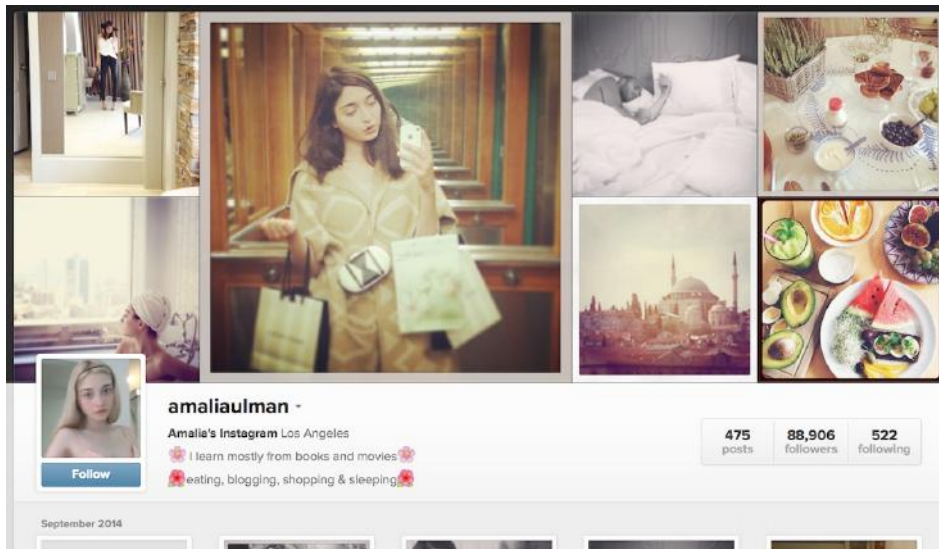 amaliaulman
Amalia's Instagram Los Angeles
🌸 I learn mostly from books and movies🌸
🌺eating, blogging, shopping & sleeping🌺
475
posts
88,906
followers
522
following
Follow
September 2014